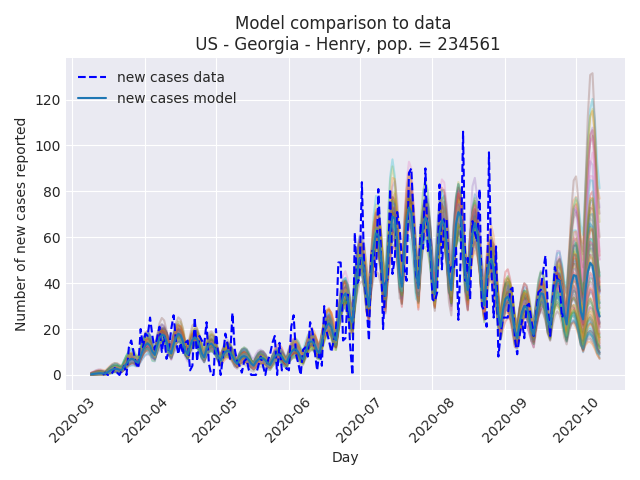 Model comparison to data
US - Georgia - Henry, pop. = 234561
new cases data
new cases model
Number of new cases reported
120
100
80
60
40
20
0
2020-03
2020-04
2020-05
2020-06
2020-07
2020-08
2020-09
2020-10
Day